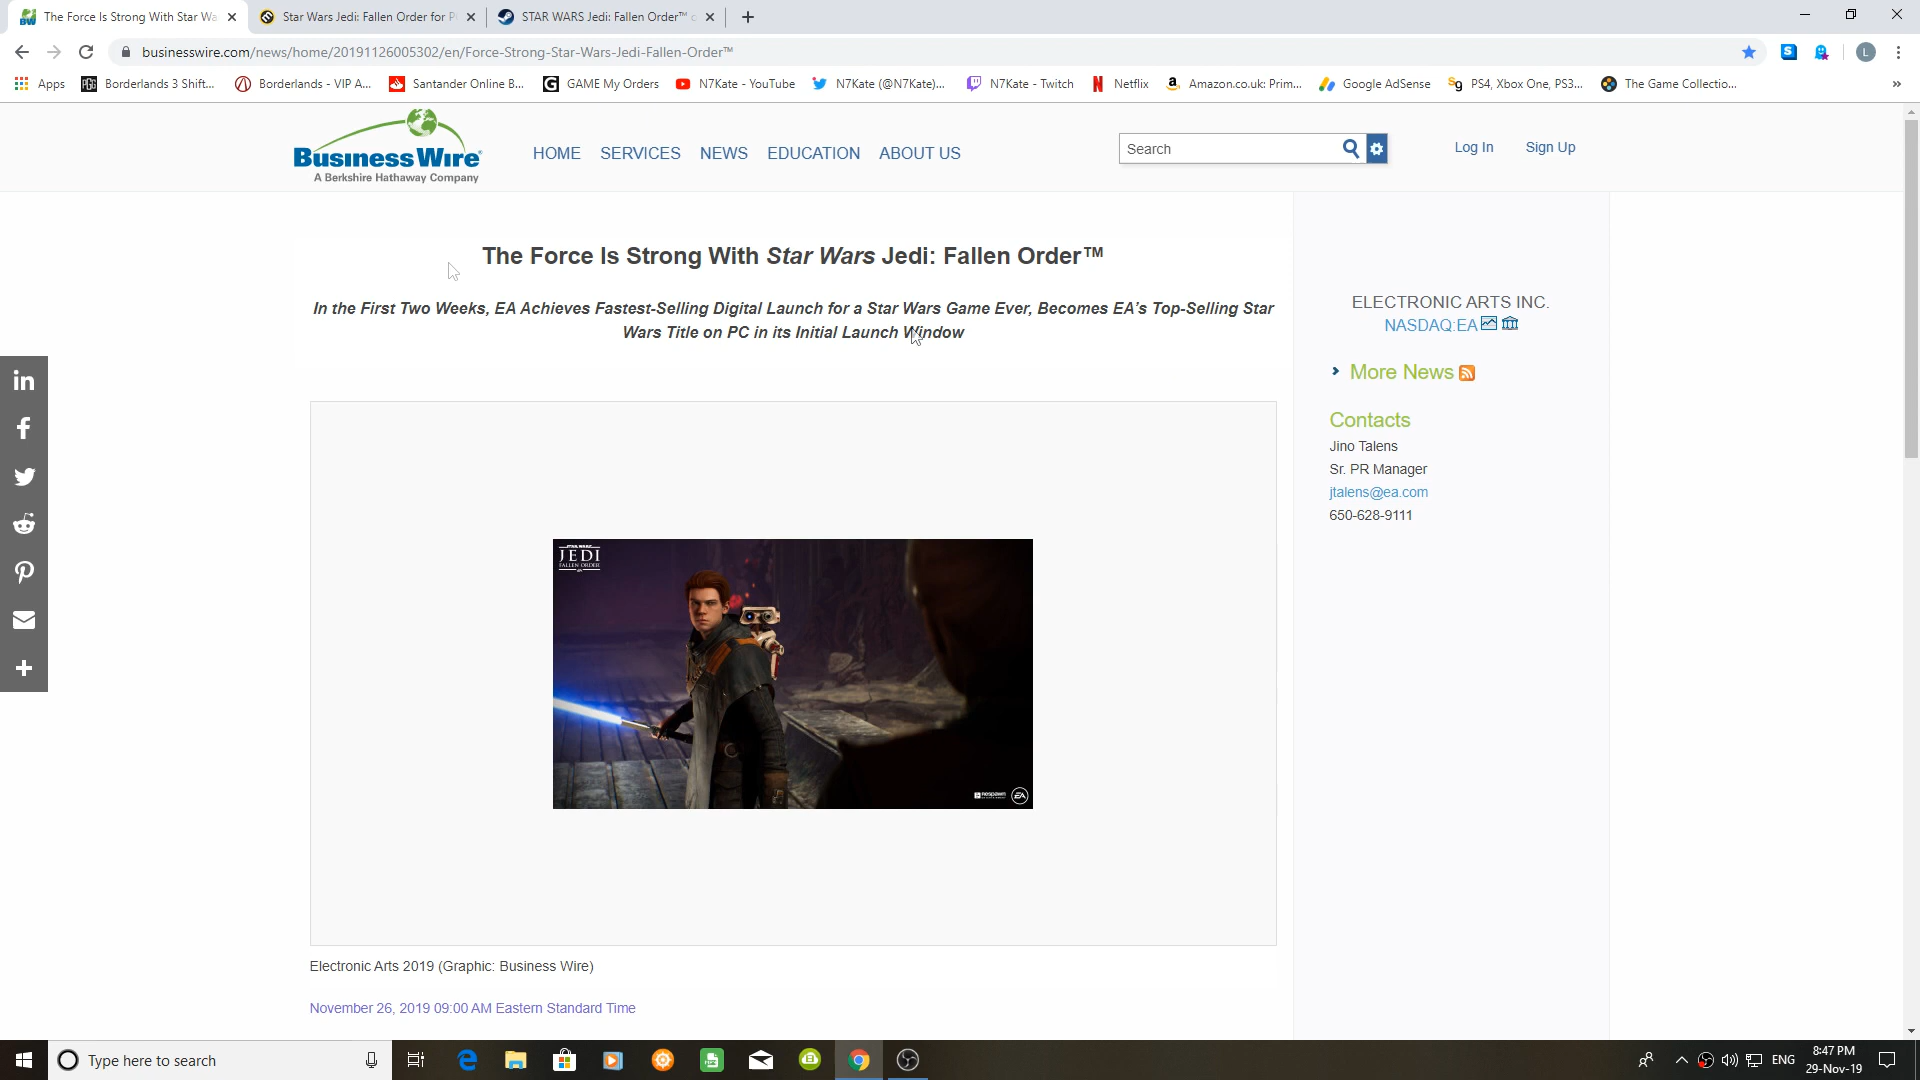 The Force Is Strong With Star Wa
Star Wars Jedi: Fallen Order for P
STAR WARS Jedi: Fallen Order™ o
businesswire.com/news/home/20191126005302/en/Force-Strong-Star-Wars-Jedi-Fallen-Order™
S
L
Apps
Borderlands 3 Shift...
Borderlands - VIP A...
Santander Online B...
GAME My Orders
N7Kate - YouTube
N7Kate (@N7Kate)...
N7Kate - Twitch
Netflix
Amazon.co.uk: Prim...
Google AdSense
PS4, Xbox One, PS3...
The Game Collectio...
»
Business Wire
A Berkshire Hathaway Company
HOME
SERVICES
NEWS
EDUCATION
ABOUT US
Search
Log In
Sign Up
The Force Is Strong With Star Wars Jedi: Fallen Order™
In the First Two Weeks, EA Achieves Fastest-Selling Digital Launch for a Star Wars Game Ever, Becomes EA’s Top-Selling Star
Wars Title on PC in its Initial Launch Window
ELECTRONIC ARTS INC.
NASDAQ:EA
More News
Contacts
Jino Talens
Sr. PR Manager
jtalens@ea.com
650-628-9111
STAR WARS
JEDI
FALLEN ORDER
RESPAWN
EA
Electronic Arts 2019 (Graphic: Business Wire)
November 26, 2019 09:00 AM Eastern Standard Time
Type here to search
ENG
8:47 PM
29-Nov-19